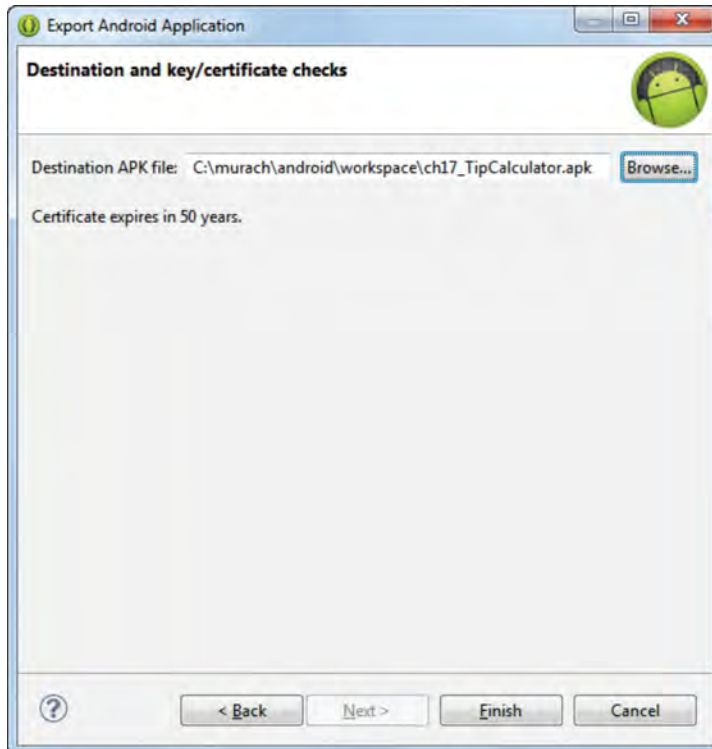 Export Android Application
Destination and key/certificate checks
Destination APK file: C:\murach\android\workspace\ch17_TipCalculator.apk Browse...
Certificate expires in 50 years.
? < Back Next > Finish Cancel